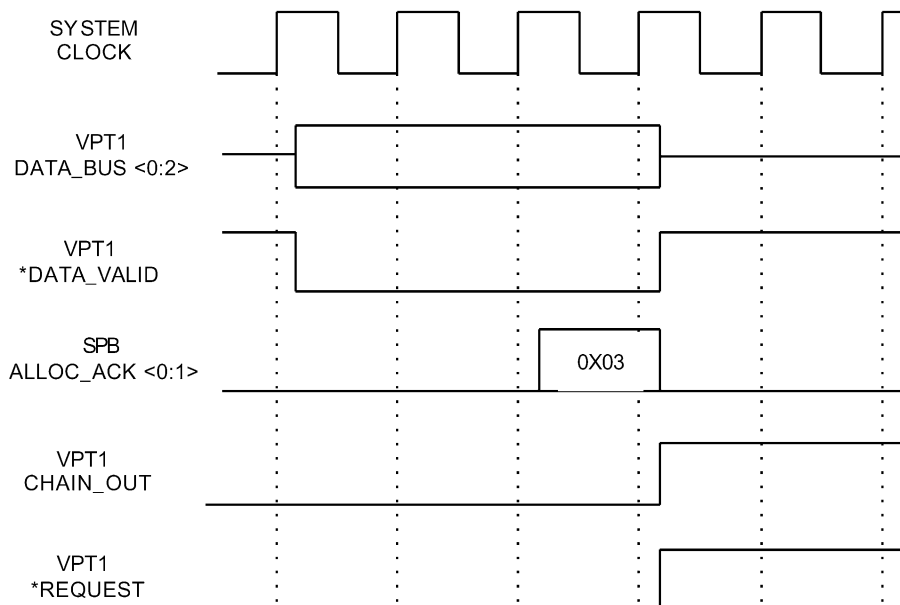 SYSTEM
CLOCK
VPT1
DATA_BUS <0:2>
VPT1
*DATA_VALID
SPB
ALLOC_ACK <0:1>
0X03
VPT1
CHAIN_OUT
VPT1
*REQUEST